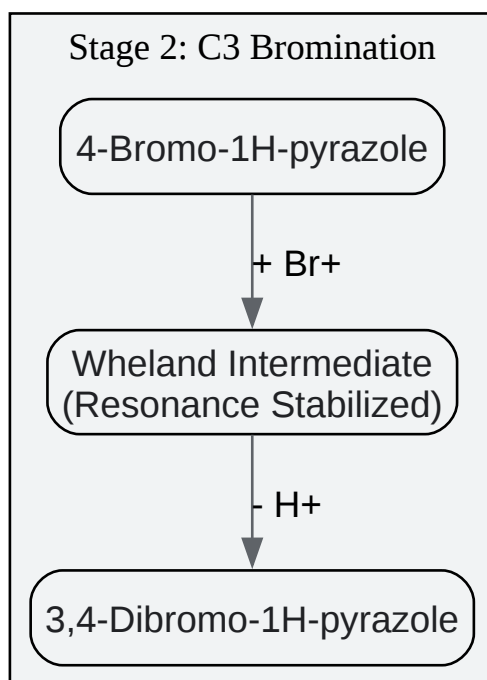 Stage 2: C3 Bromination
4-Bromo-1H-pyrazole
+ Br+
Wheland Intermediate
(Resonance Stabilized)
- H+
3,4-Dibromo-1H-pyrazole